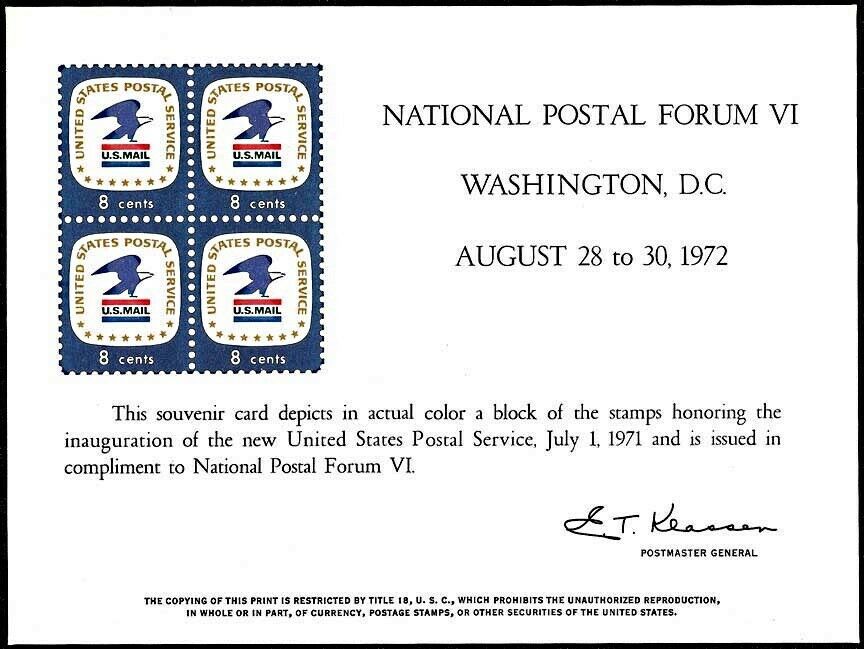 UNITED STATES POSTAL SERVICE
U.S. MAIL
8 cents
UNITED STATES POSTAL SERVICE
U.S. MAIL
8 cents
UNITED STATES POSTAL SERVICE
U.S. MAIL
8 cents
UNITED STATES POSTAL SERVICE
U.S. MAIL
8 cents
NATIONAL POSTAL FORUM VI
WASHINGTON, D.C.
AUGUST 28 to 30, 1972
This souvenir card depicts in actual color a block of the stamps honoring the
inauguration of the new United States Postal Service, July 1, 1971 and is issued in
compliment to National Postal Forum VI.
E. T. Klassen
POSTMASTER GENERAL
THE COPYING OF THIS PRINT IS RESTRICTED BY TITLE 18, U. S. C., WHICH PROHIBITS THE UNAUTHORIZED REPRODUCTION,
IN WHOLE OR IN PART, OF CURRENCY, POSTAGE STAMPS, OR OTHER SECURITIES OF THE UNITED STATES.